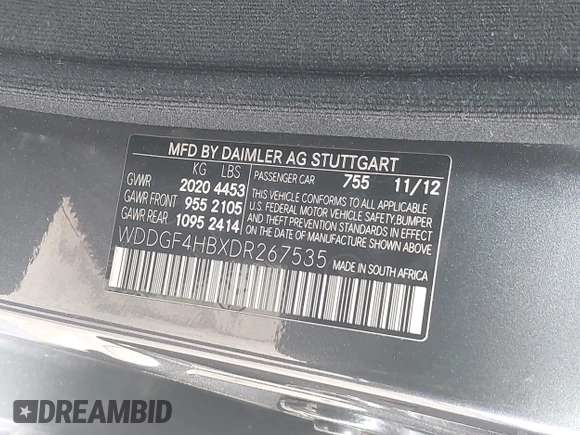 MFD BY DAIMLER AG STUTTGART
KG LBS
GVWR 2020 4453
GAWR FRONT 955 2105
GAWR REAR 1095 2414
PASSENGER CAR 755 11/12
THIS VEHICLE CONFORMS TO ALL APPLICABLE
U.S. FEDERAL MOTOR VEHICLE SAFETY, BUMPER
AND THEFT PREVENTION STANDARDS IN EFFECT
ON THE DATE OF MANUFACTURE SHOWN ABOVE
WDDGF4HBXDR267535 MADE IN SOUTH AFRICA
DREAMBID